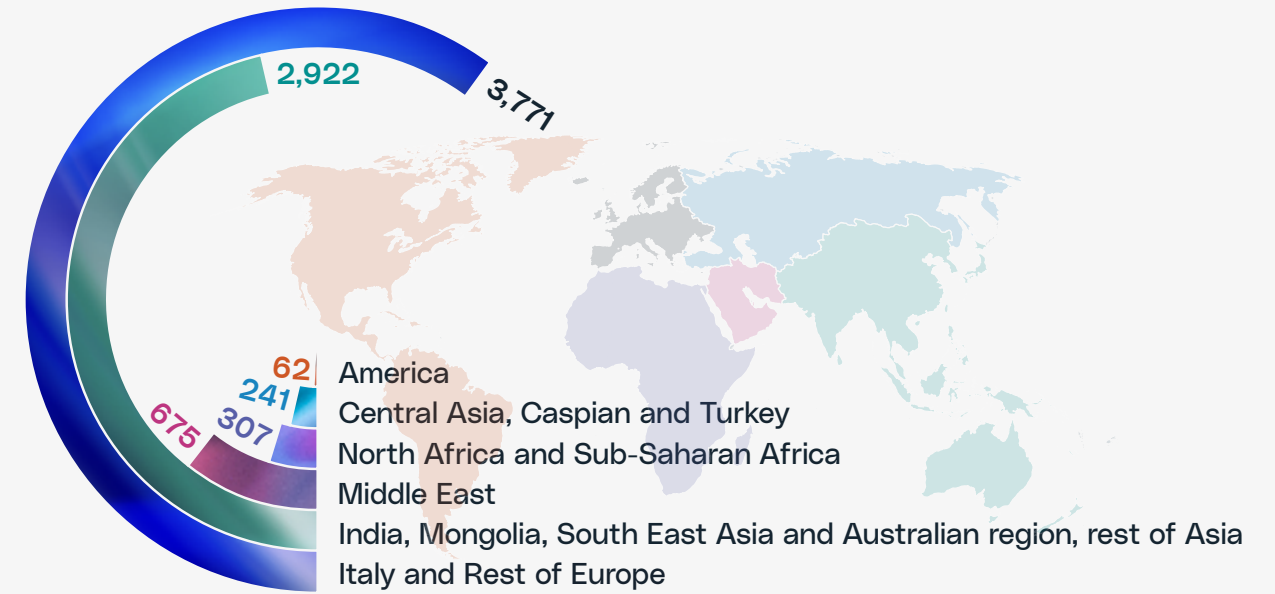 2,922
3,771
62
America
241
Central Asia, Caspian and Turkey
307
North Africa and Sub-Saharan Africa
675
Middle East
India, Mongolia, South East Asia and Australian region, rest of Asia
Italy and Rest of Europe